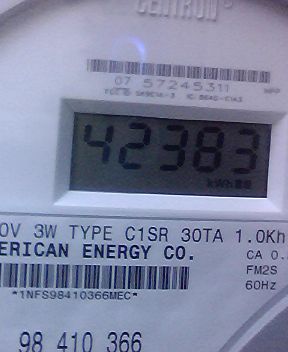 CENTRON®
07 57245311
42383
kWh
0V 3W TYPE C1SR 30TA 1.0Kh
ERICAN ENERGY CO.
CA 0.
FM2S
*1NFS98410366MEC*
60Hz
98 410 366